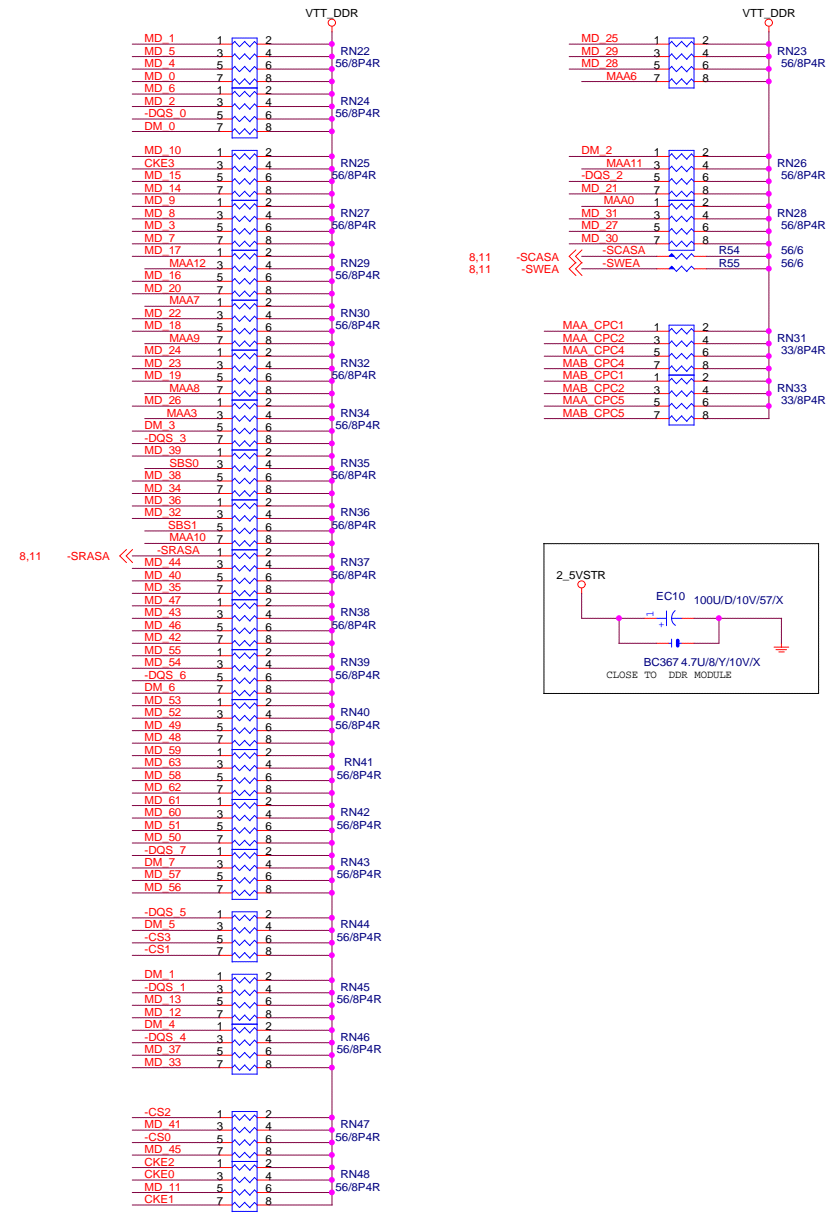 VTT_DDR
MD_1 1 2
MD_5 3 4 RN22
MD_4 5 6 56/8P4R
MD_0 7 8
MD_6 1 2
MD_2 3 4 RN24
-DQS_0 5 6 56/8P4R
DM_0 7 8
MD_10 1 2
CKE3 3 4 RN25
MD_15 5 6 56/8P4R
MD_14 7 8
MD_9 1 2
MD_8 3 4 RN27
MD_3 5 6 56/8P4R
MD_7 7 8
MD_17 1 2
MAA12 3 4 RN29
MD_16 5 6 56/8P4R
MD_20 7 8
MAA7 1 2
MD_22 3 4 RN30
MD_18 5 6 56/8P4R
MAA9 7 8
MD_24 1 2
MD_23 3 4 RN32
MD_19 5 6 56/8P4R
MAA8 7 8
MD_26 1 2
MAA3 3 4 RN34
DM_3 5 6 56/8P4R
-DQS_3 7 8
MD_39 1 2
SBS0 3 4 RN35
MD_38 5 6 56/8P4R
MD_34 7 8
MD_36 1 2
MD_32 3 4 RN36
SBS1 5 6 56/8P4R
MAA10 7 8
8,11 -SRASA -SRASA 1 2
MD_44 3 4 RN37
MD_40 5 6 56/8P4R
MD_35 7 8
MD_47 1 2
MD_43 3 4 RN38
MD_46 5 6 56/8P4R
MD_42 7 8
MD_55 1 2
MD_54 3 4 RN39
-DQS_6 5 6 56/8P4R
DM_6 7 8
MD_53 1 2
MD_52 3 4 RN40
MD_49 5 6 56/8P4R
MD_48 7 8
MD_59 1 2
MD_63 3 4 RN41
MD_58 5 6 56/8P4R
MD_62 7 8
MD_61 1 2
MD_60 3 4 RN42
MD_51 5 6 56/8P4R
MD_50 7 8
-DQS_7 1 2
DM_7 3 4 RN43
MD_57 5 6 56/8P4R
MD_56 7 8
-DQS_5 1 2
DM_5 3 4 RN44
-CS3 5 6 56/8P4R
-CS1 7 8
DM_1 1 2
-DQS_1 3 4 RN45
MD_13 5 6 56/8P4R
MD_12 7 8
DM_4 1 2
-DQS_4 3 4 RN46
MD_37 5 6 56/8P4R
MD_33 7 8
-CS2 1 2
MD_41 3 4 RN47
-CS0 5 6 56/8P4R
MD_45 7 8
CKE2 1 2
CKE0 3 4 RN48
MD_11 5 6 56/8P4R
CKE1 7 8
VTT_DDR
MD_25 1 2
MD_29 3 4 RN23
MD_28 5 6 56/8P4R
MAA6 7 8
DM_2 1 2
MAA11 3 4 RN26
-DQS_2 5 6 56/8P4R
MD_21 7 8
MAA0 1 2
MD_31 3 4 RN28
MD_27 5 6 56/8P4R
MD_30 7 8
8,11 -SCASA -SCASA R54 56/6
8,11 -SWEA -SWEA R55 56/6
MAA_CPC1 1 2
MAA_CPC2 3 4 RN31
MAA_CPC4 5 6 33/8P4R
MAB_CPC4 7 8
MAB_CPC1 1 2
MAB_CPC2 3 4 RN33
MAA_CPC5 5 6 33/8P4R
MAB_CPC5 7 8
2_5VSTR
EC10 100U/D/10V/57/X
1
+
BC367 4.7U/8/Y/10V/X
CLOSE TO DDR MODULE